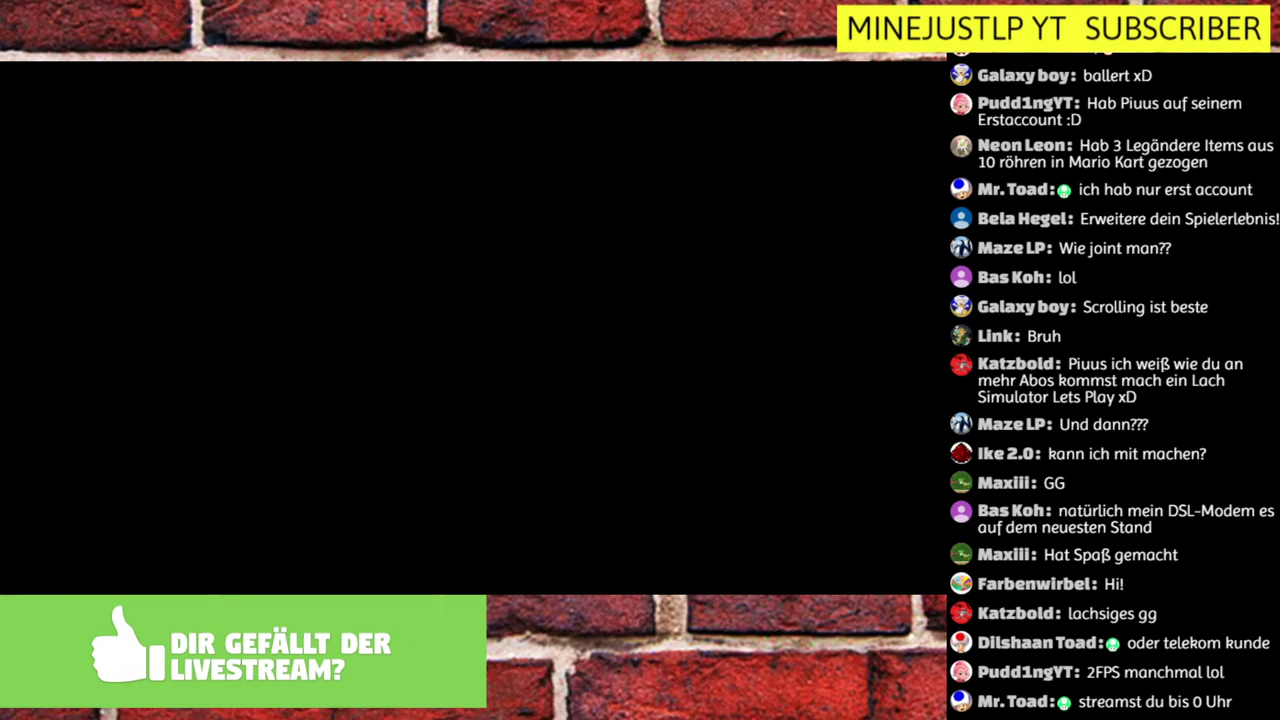 MINEJUSTLP YT SUBSCRIBER
Galaxy boy: ballert xD
Pudd1ngYT: Hab Piuus auf seinem
Erstaccount :D
Neon Leon: Hab 3 Legändere Items aus
10 röhren in Mario Kart gezogen
Mr. Toad: ich hab nur erst account
Bela Hegel: Erweitere dein Spielerlebnis!
Maze LP: Wie joint man??
Bas Koh: lol
Galaxy boy: Scrolling ist beste
Link: Bruh
Katzbold: Piuus ich weiß wie du an
mehr Abos kommst mach ein Lach
Simulator Lets Play xD
Maze LP: Und dann???
Ike 2.0: kann ich mit machen?
Maxiii: GG
Bas Koh: natürlich mein DSL-Modem es
auf dem neuesten Stand
Maxiii: Hat Spaß gemacht
Farbenwirbel: Hi!
Katzbold: lachsiges gg
Dilshaan Toad: oder telekom kunde
Pudd1ngYT: 2FPS manchmal lol
Mr. Toad: streamst du bis 0 Uhr
DIR GEFÄLLT DER
LIVESTREAM?